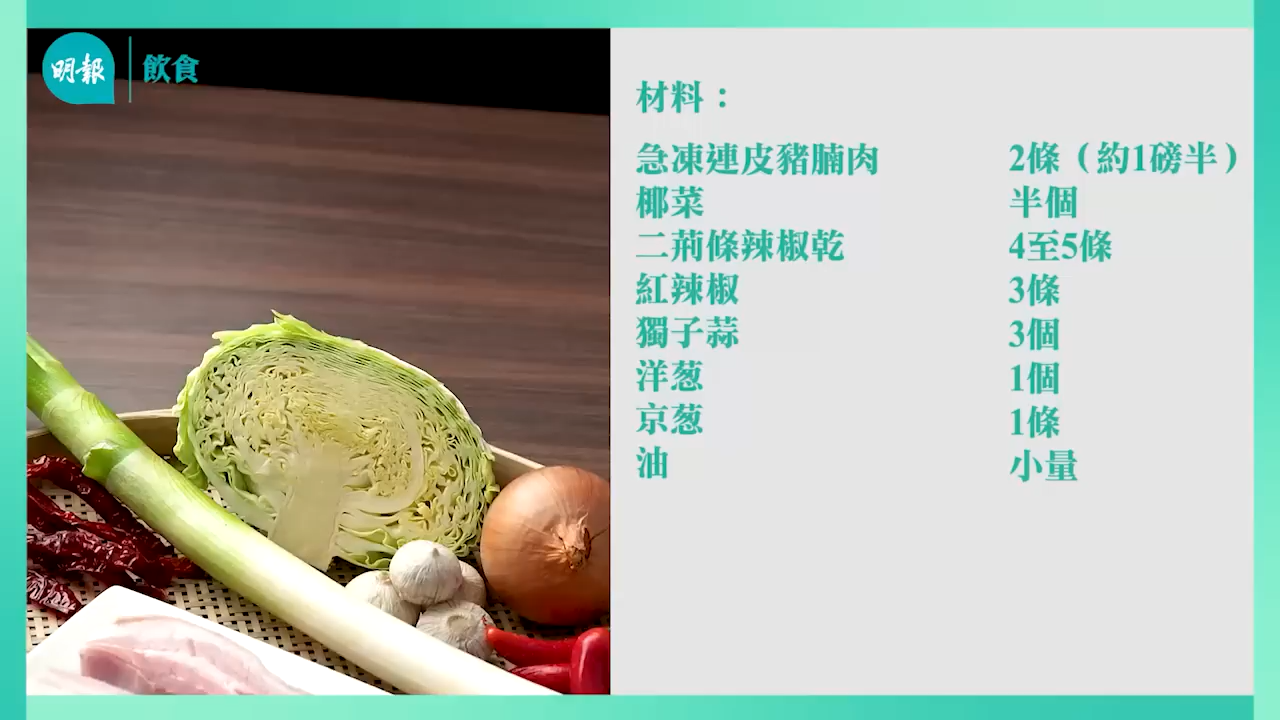 明報 飲食
材料：
急凍連皮豬腩肉 2條（約1磅半）
椰菜 半個
二荊條辣椒乾 4至5條
紅辣椒 3條
獨子蒜 3個
洋葱 1個
京葱 1條
油 小量